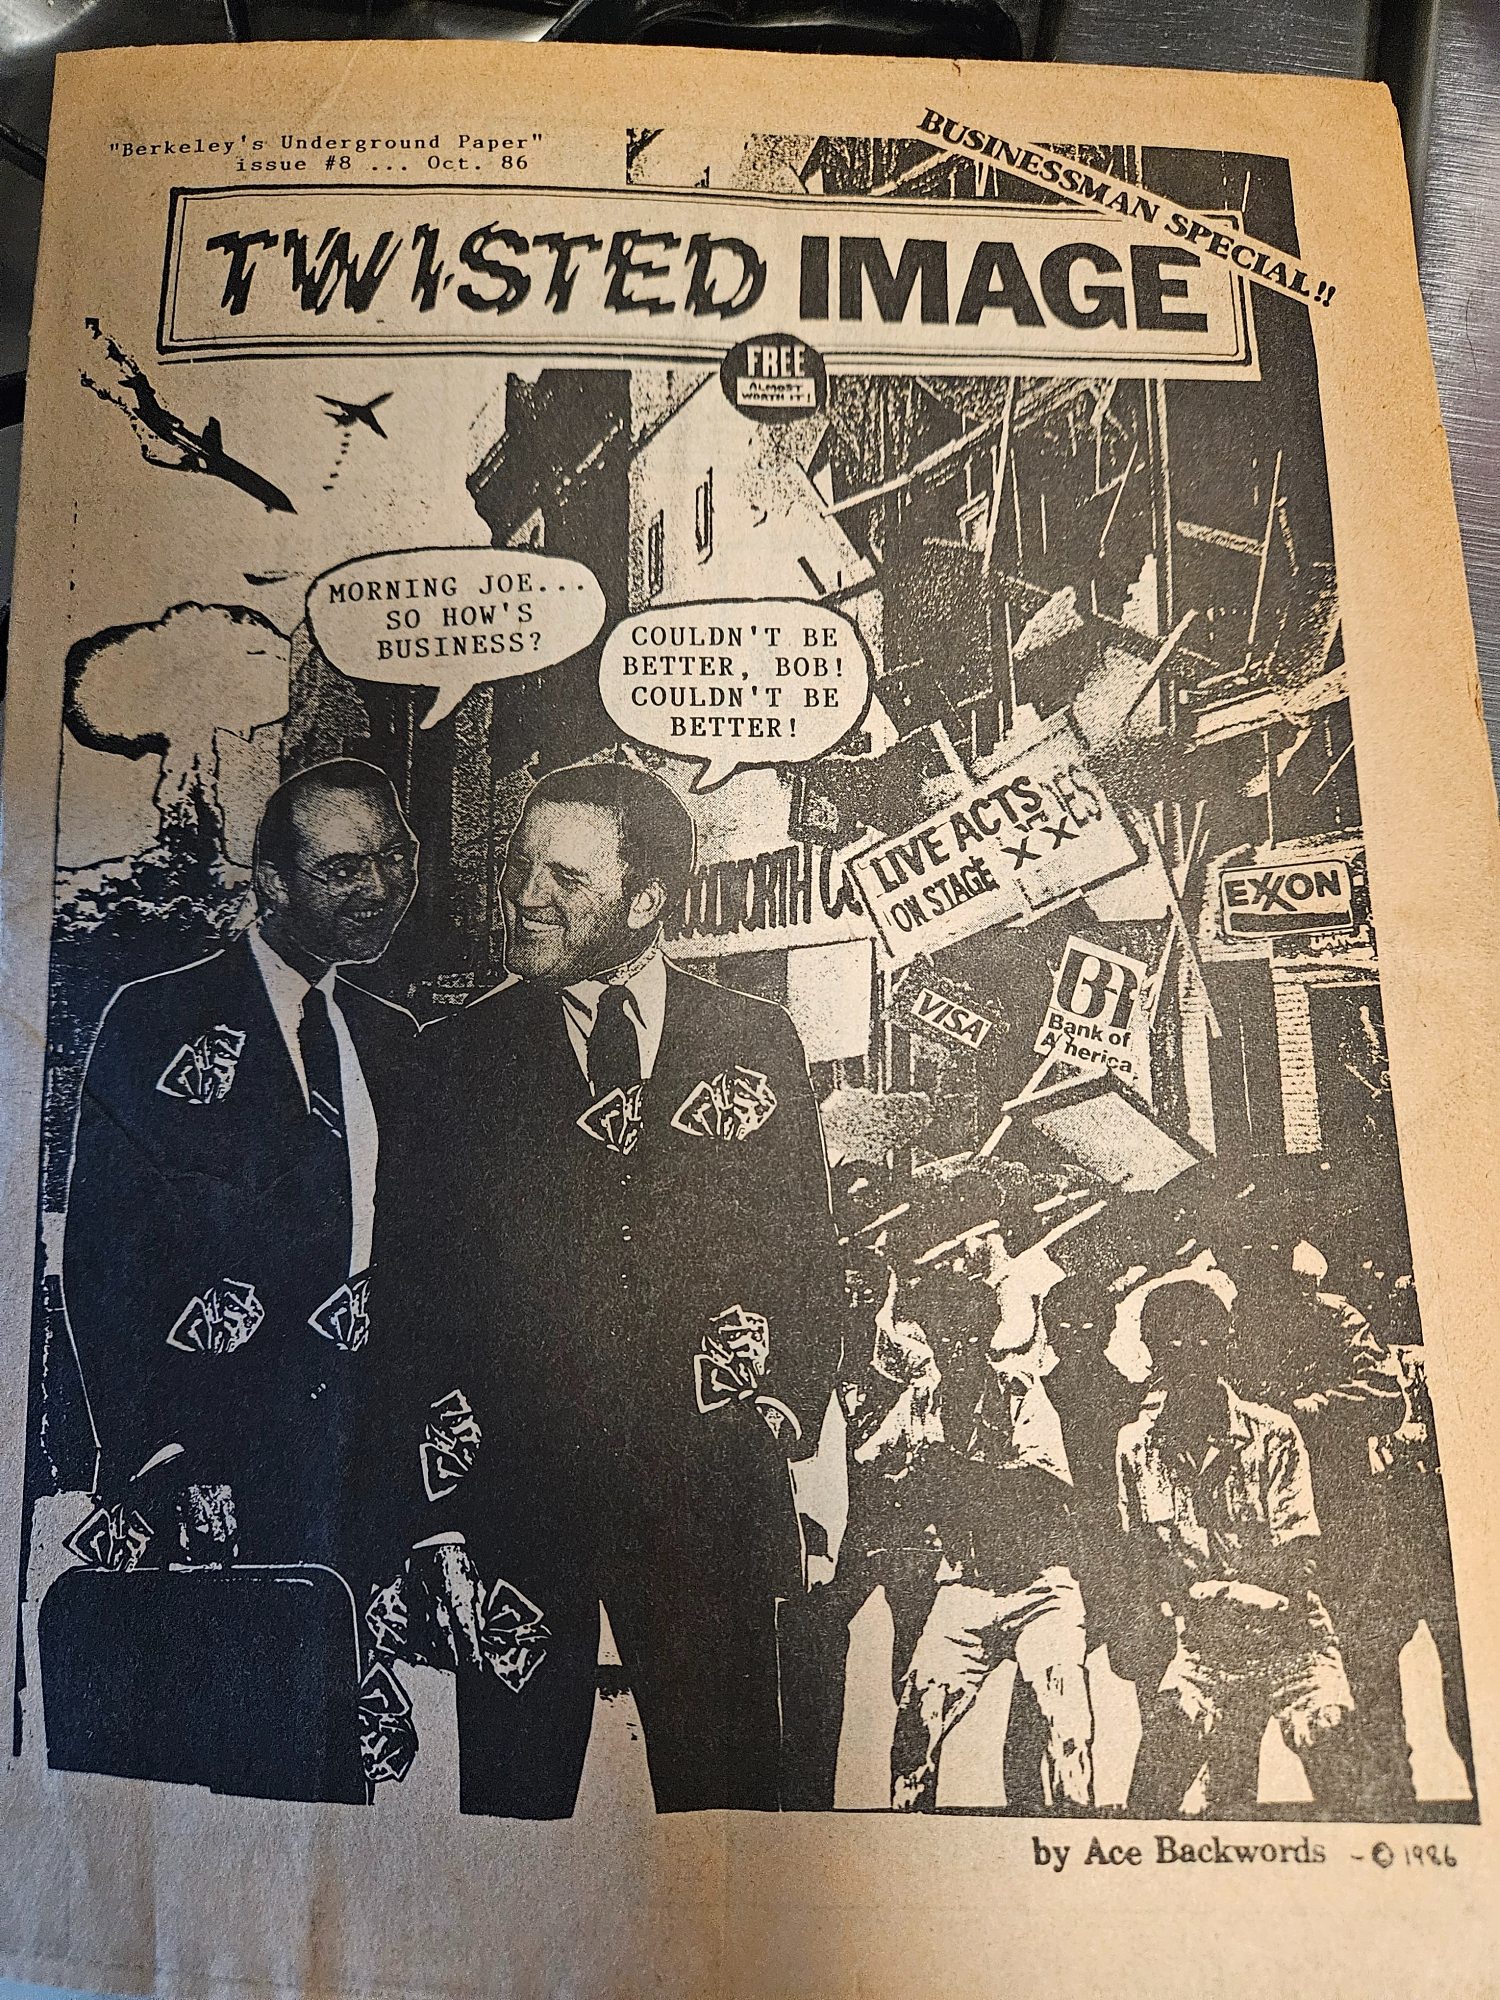 "Berkeley's Underground Paper"
issue #8 ... Oct. 86
BUSINESSMAN SPECIAL!!
TWISTED IMAGE
FREE
ALMOST
WORTH IT!
MORNING JOE...
SO HOW'S
BUSINESS?
COULDN'T BE
BETTER, BOB!
COULDN'T BE
BETTER!
LIVE ACTS
ON STAGE XX
EXXON
VISA
Bank of
America
by Ace Backwords - © 1986